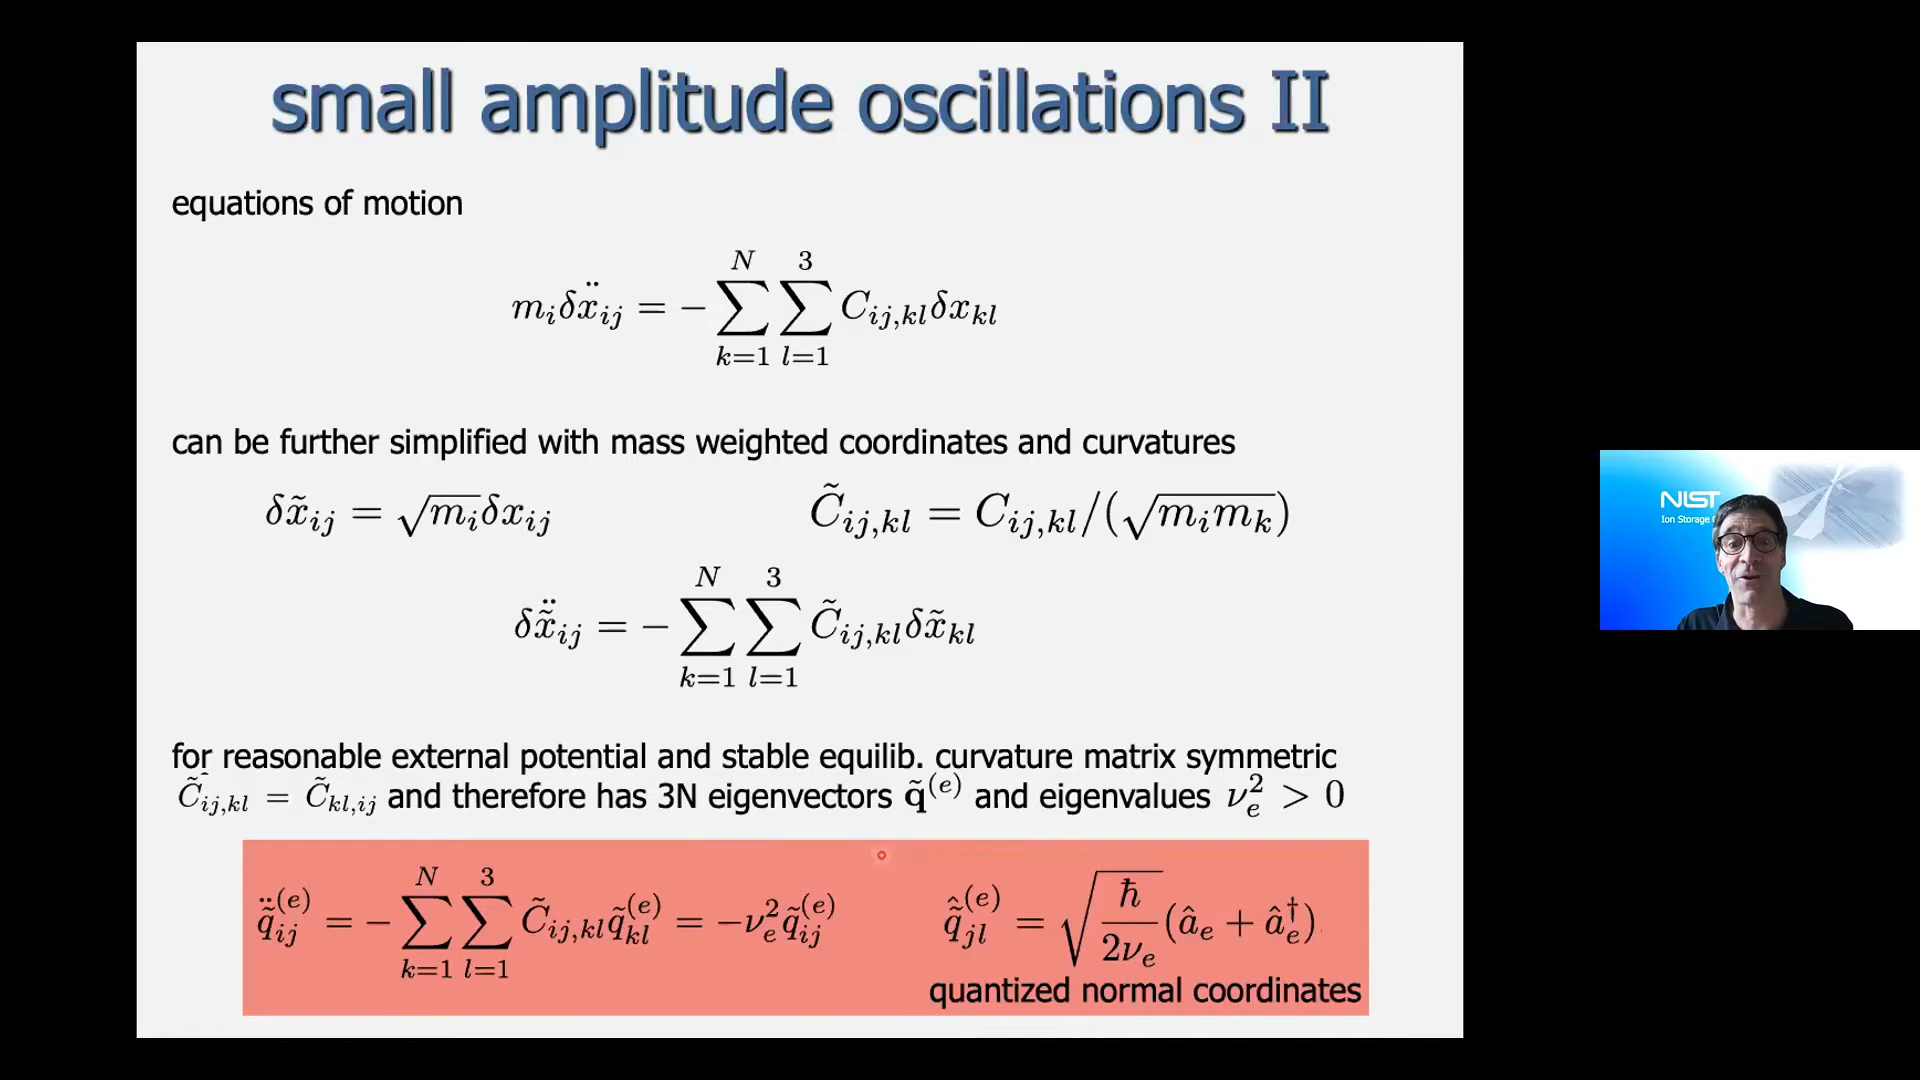 small amplitude oscillations II
equations of motion
$m_i \delta \ddot{x}_{ij} = -\sum_{k=1}^{N} \sum_{l=1}^{3} C_{ij,kl} \delta x_{kl}$
can be further simplified with mass weighted coordinates and curvatures
$\delta \tilde{x}_{ij} = \sqrt{m_i} \delta x_{ij}$ $\tilde{C}_{ij,kl} = C_{ij,kl}/(\sqrt{m_i m_k})$
$\delta \ddot{\tilde{x}}_{ij} = -\sum_{k=1}^{N} \sum_{l=1}^{3} \tilde{C}_{ij,kl} \delta \tilde{x}_{kl}$
for reasonable external potential and stable equilib. curvature matrix symmetric
$\tilde{C}_{ij,kl} = \tilde{C}_{kl,ij}$ and therefore has 3N eigenvectors $\tilde{\mathbf{q}}^{(e)}$ and eigenvalues $\nu_e^2 > 0$
$\ddot{\tilde{q}}_{ij}^{(e)} = -\sum_{k=1}^{N} \sum_{l=1}^{3} \tilde{C}_{ij,kl} \tilde{q}_{kl}^{(e)} = -\nu_e^2 \tilde{q}_{ij}^{(e)}$ $\hat{\tilde{q}}_{jl}^{(e)} = \sqrt{\frac{\hbar}{2\nu_e}} (\hat{a}_e + \hat{a}_e^\dagger)$
quantized normal coordinates
NIST
Ion Storage